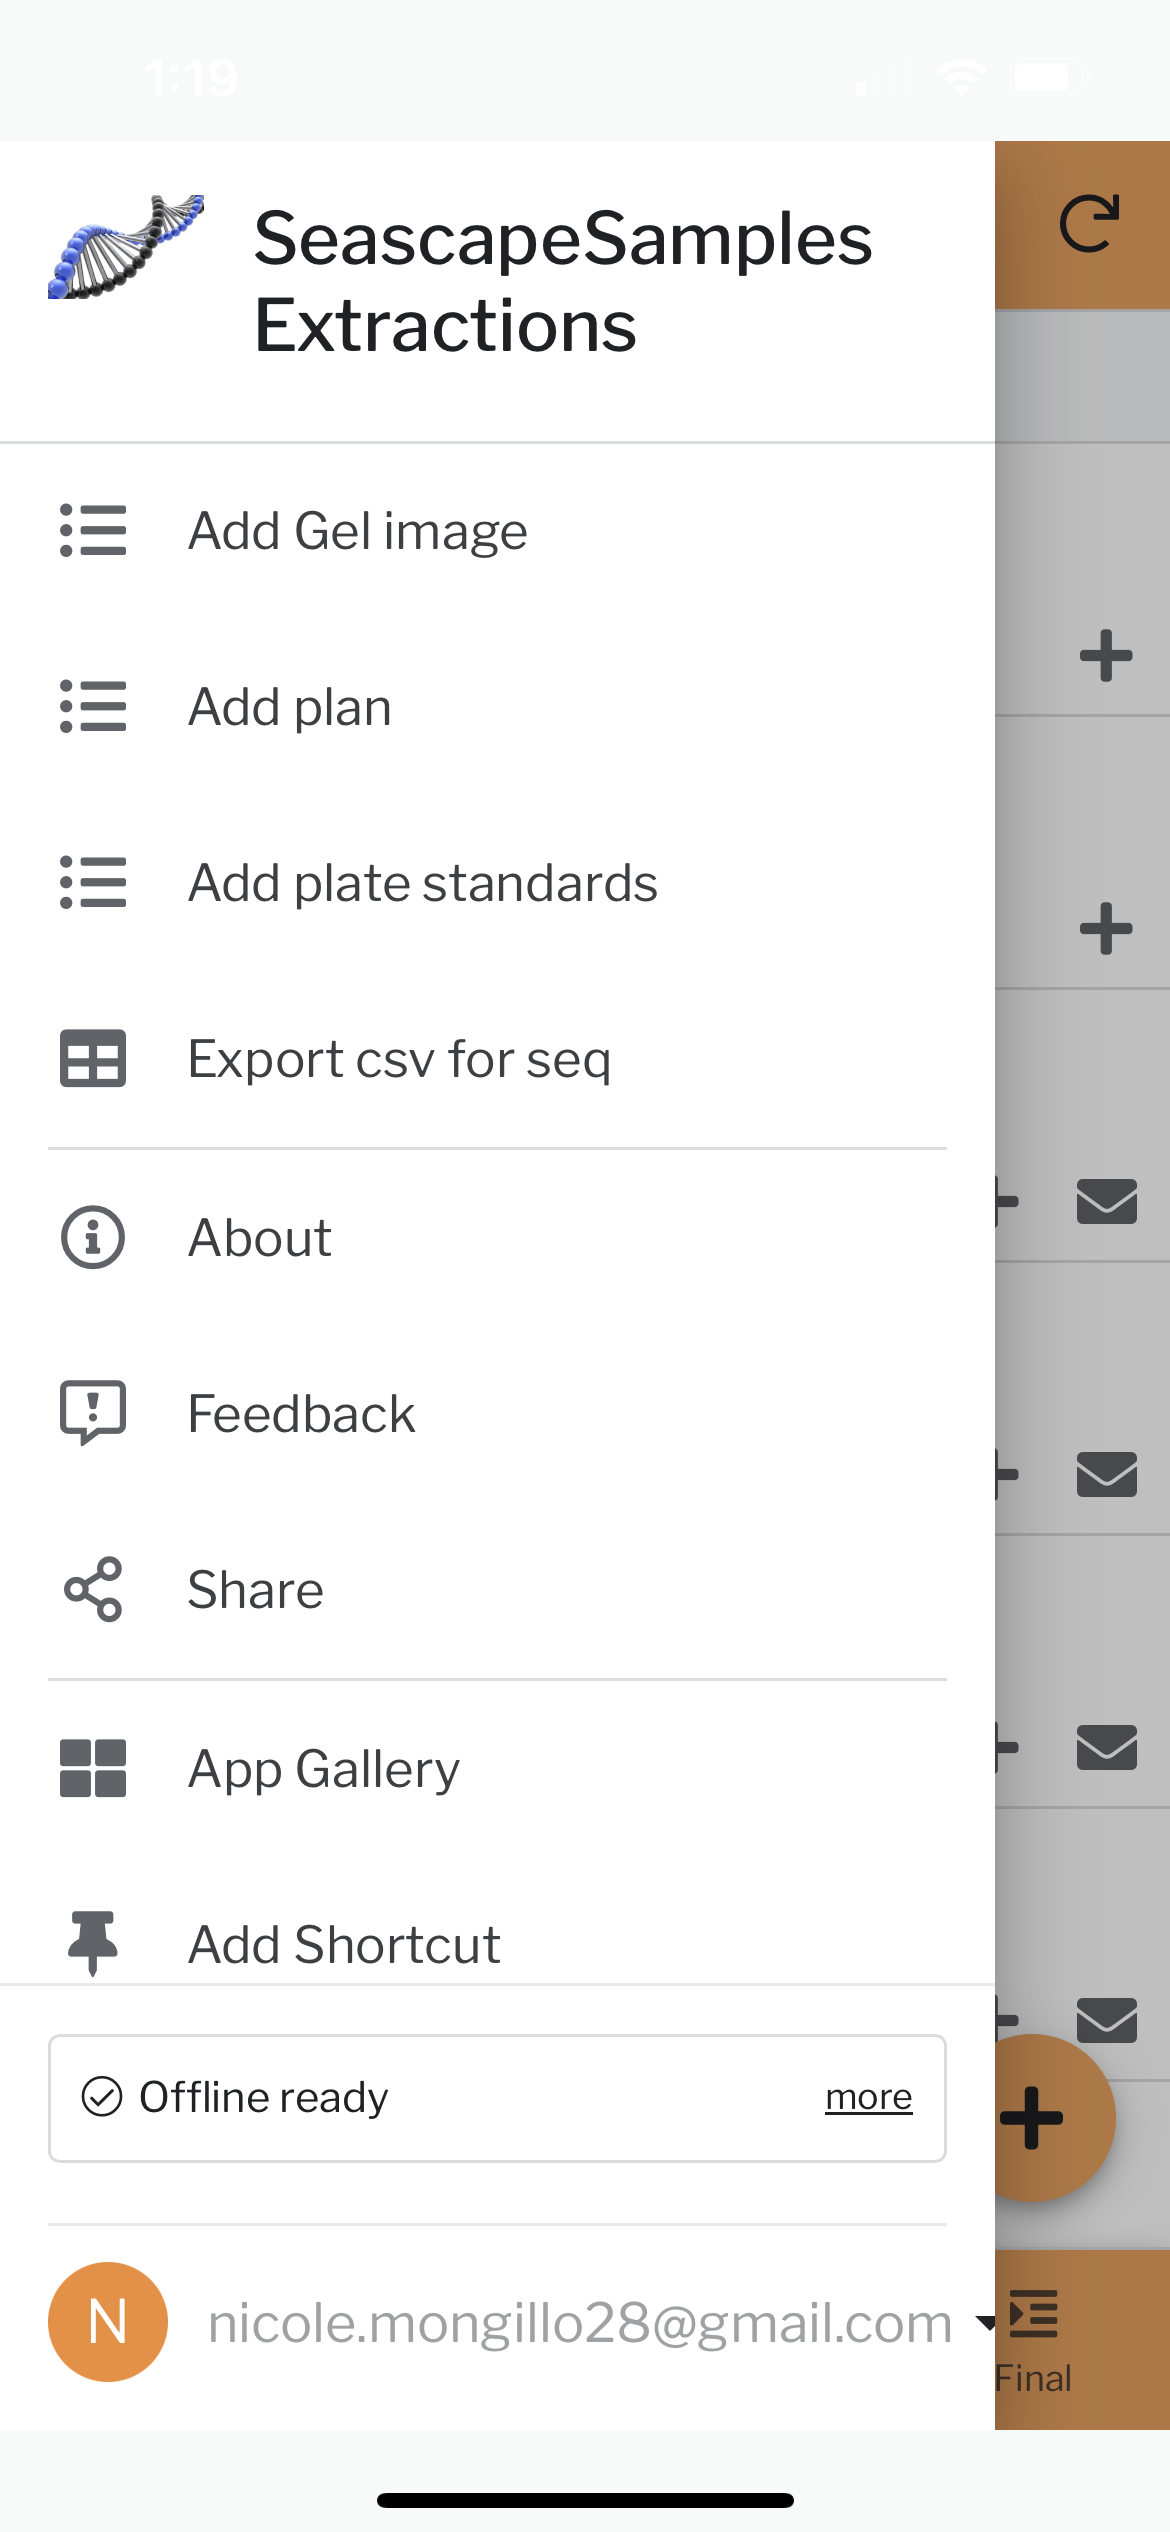 1:19
SeascapeSamples
Extractions
Add Gel image
Add plan
Add plate standards
Export csv for seq
About
Feedback
Share
App Gallery
Add Shortcut
Offline ready more
N nicole.mongillo28@gmail.com
Final